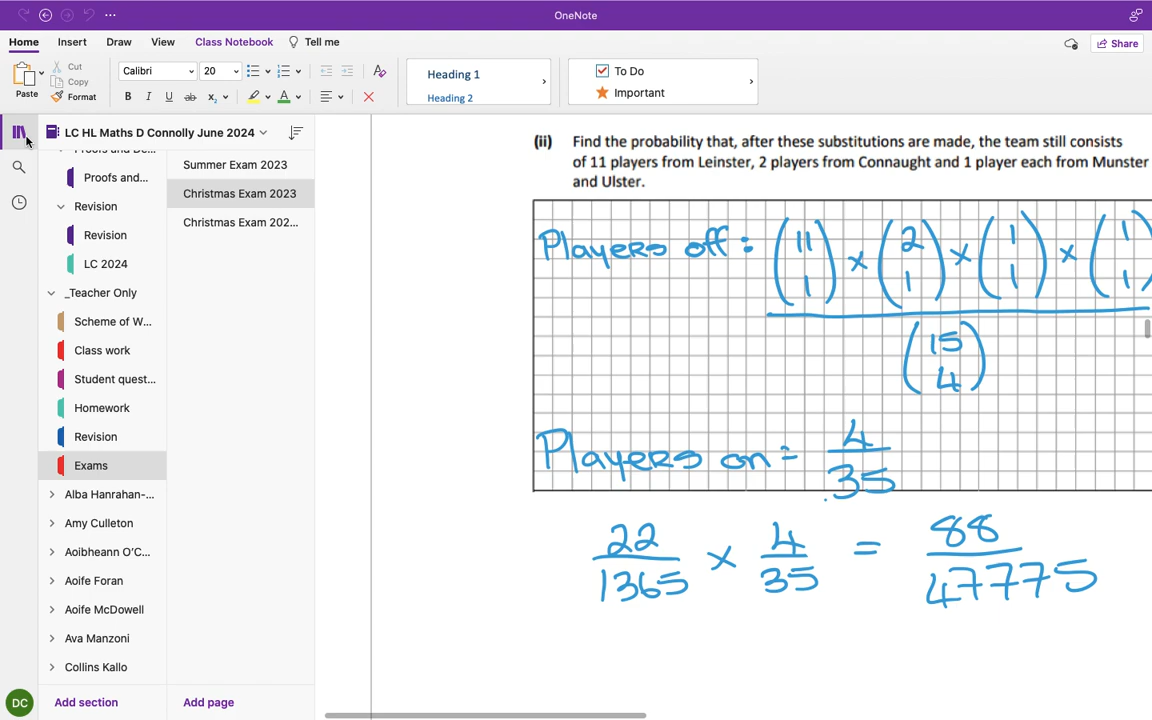 OneNote
Home Insert Draw View Class Notebook Tell me
Share
Paste
Cut
Copy
Format
Calibri 20
B I U ab x₂ A
Heading 1
Heading 2
To Do
Important
LC HL Maths D Connolly June 2024
Proofs and De...
Proofs and...
Revision
Revision
LC 2024
_Teacher Only
Scheme of W...
Class work
Student quest...
Homework
Revision
Exams
Alba Hanrahan-...
Amy Culleton
Aoibheann O'C...
Aoife Foran
Aoife McDowell
Ava Manzoni
Collins Kallo
Add section
DC
Summer Exam 2023
Christmas Exam 2023
Christmas Exam 202...
Add page
(ii) Find the probability that, after these substitutions are made, the team still consists
of 11 players from Leinster, 2 players from Connaught and 1 player each from Munster
and Ulster.
Players off : (11 1) × (2 1) × (1 1) × (1 1)
(15 4)
Players on = 4/35
22/1365 × 4/35 = 88/47775